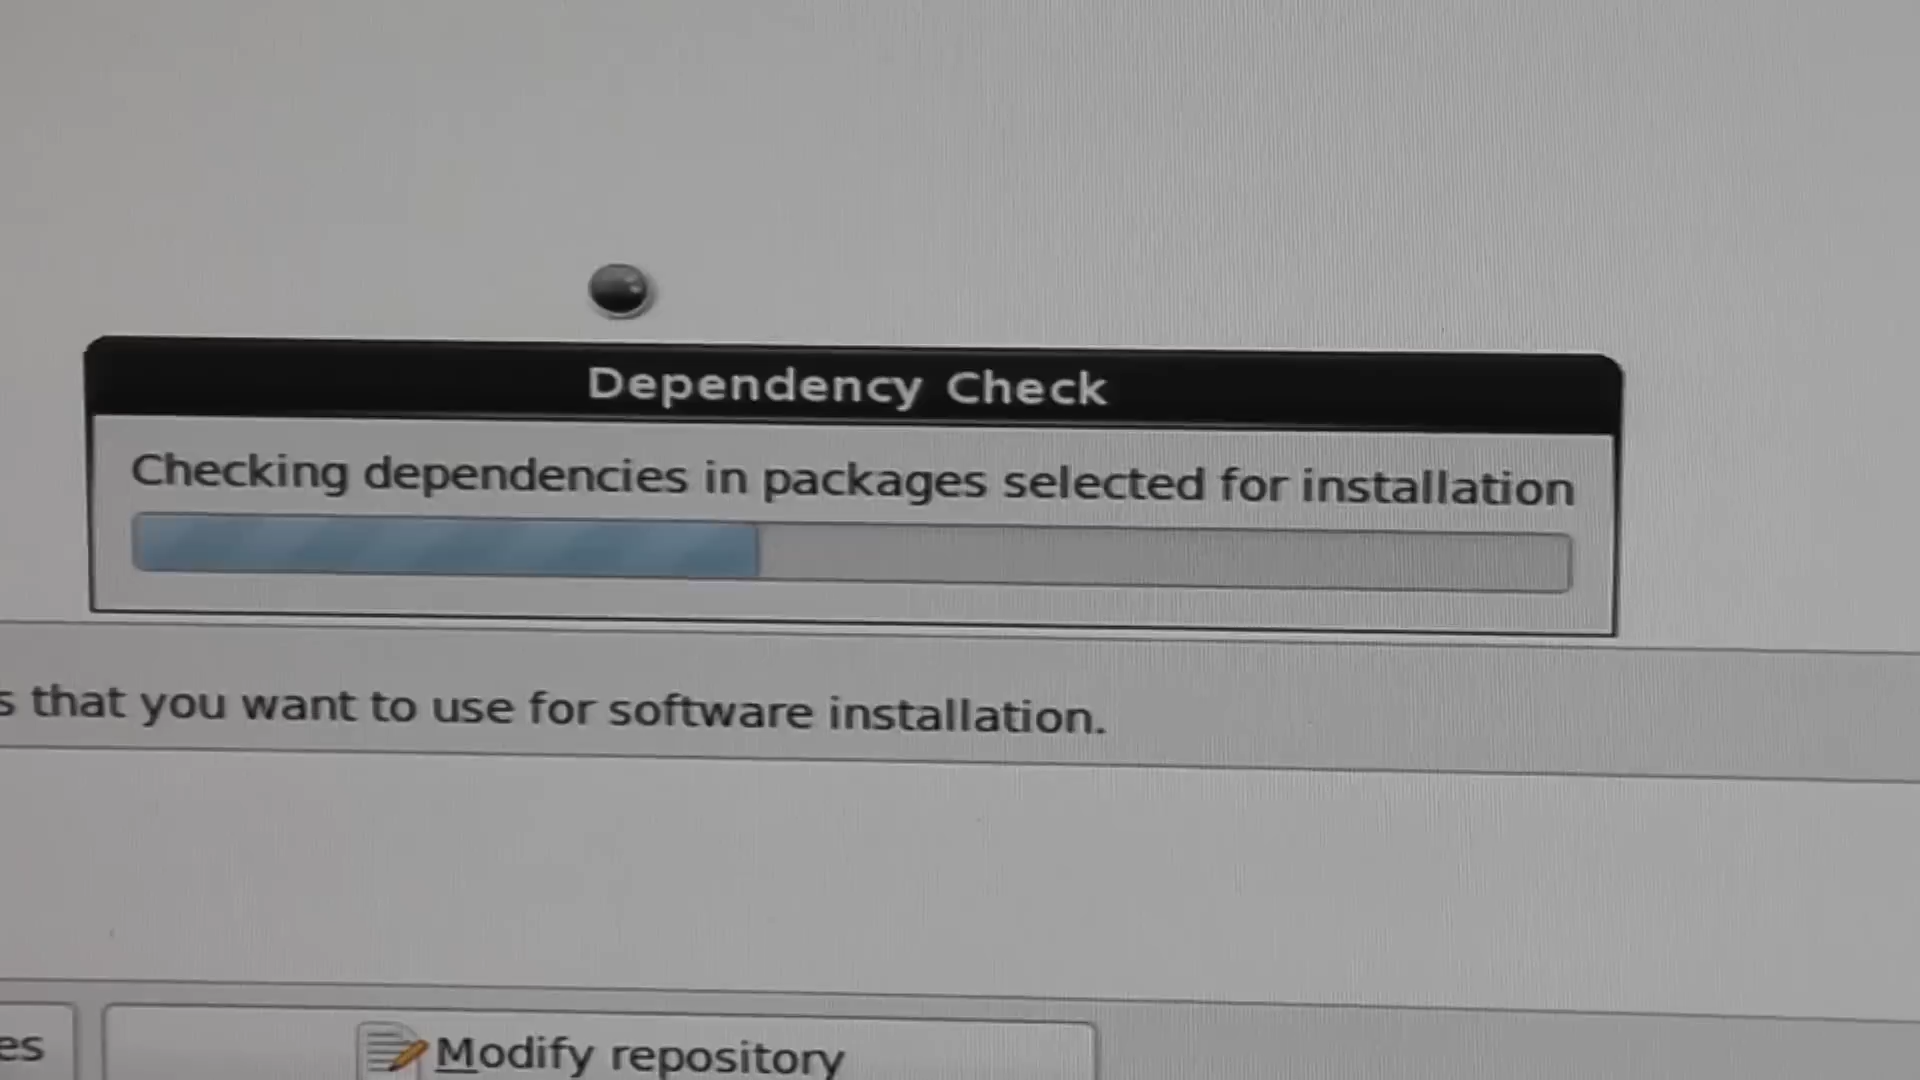 Dependency Check
Checking dependencies in packages selected for installation
s that you want to use for software installation.
es
Modify repository